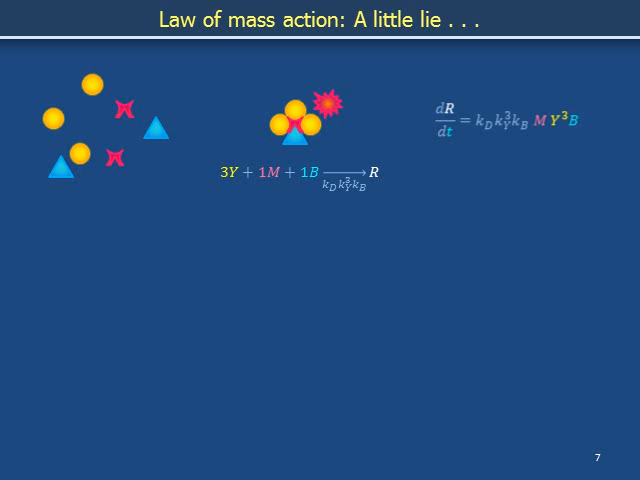 Law of mass action: A little lie . . .
dR/dt = k_D k_Y^3 k_B M Y^3 B
3Y + 1M + 1B → R
k_D k_Y^3 k_B
7